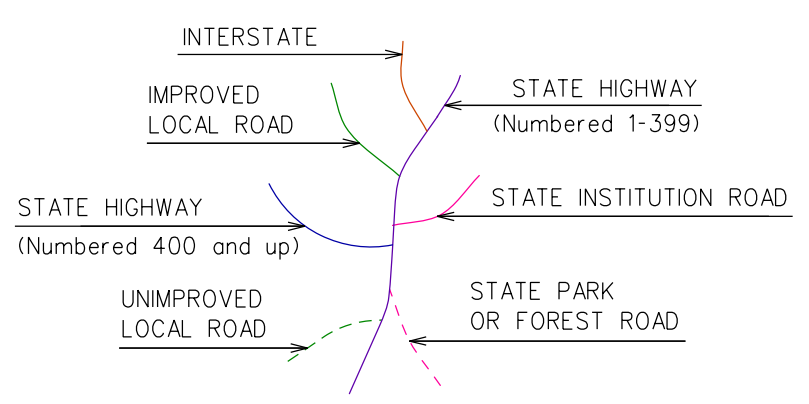 INTERSTATE
STATE HIGHWAY
(Numbered 1-399)
IMPROVED
LOCAL ROAD
STATE INSTITUTION ROAD
STATE HIGHWAY
(Numbered 400 and up)
STATE PARK
OR FOREST ROAD
UNIMPROVED
LOCAL ROAD